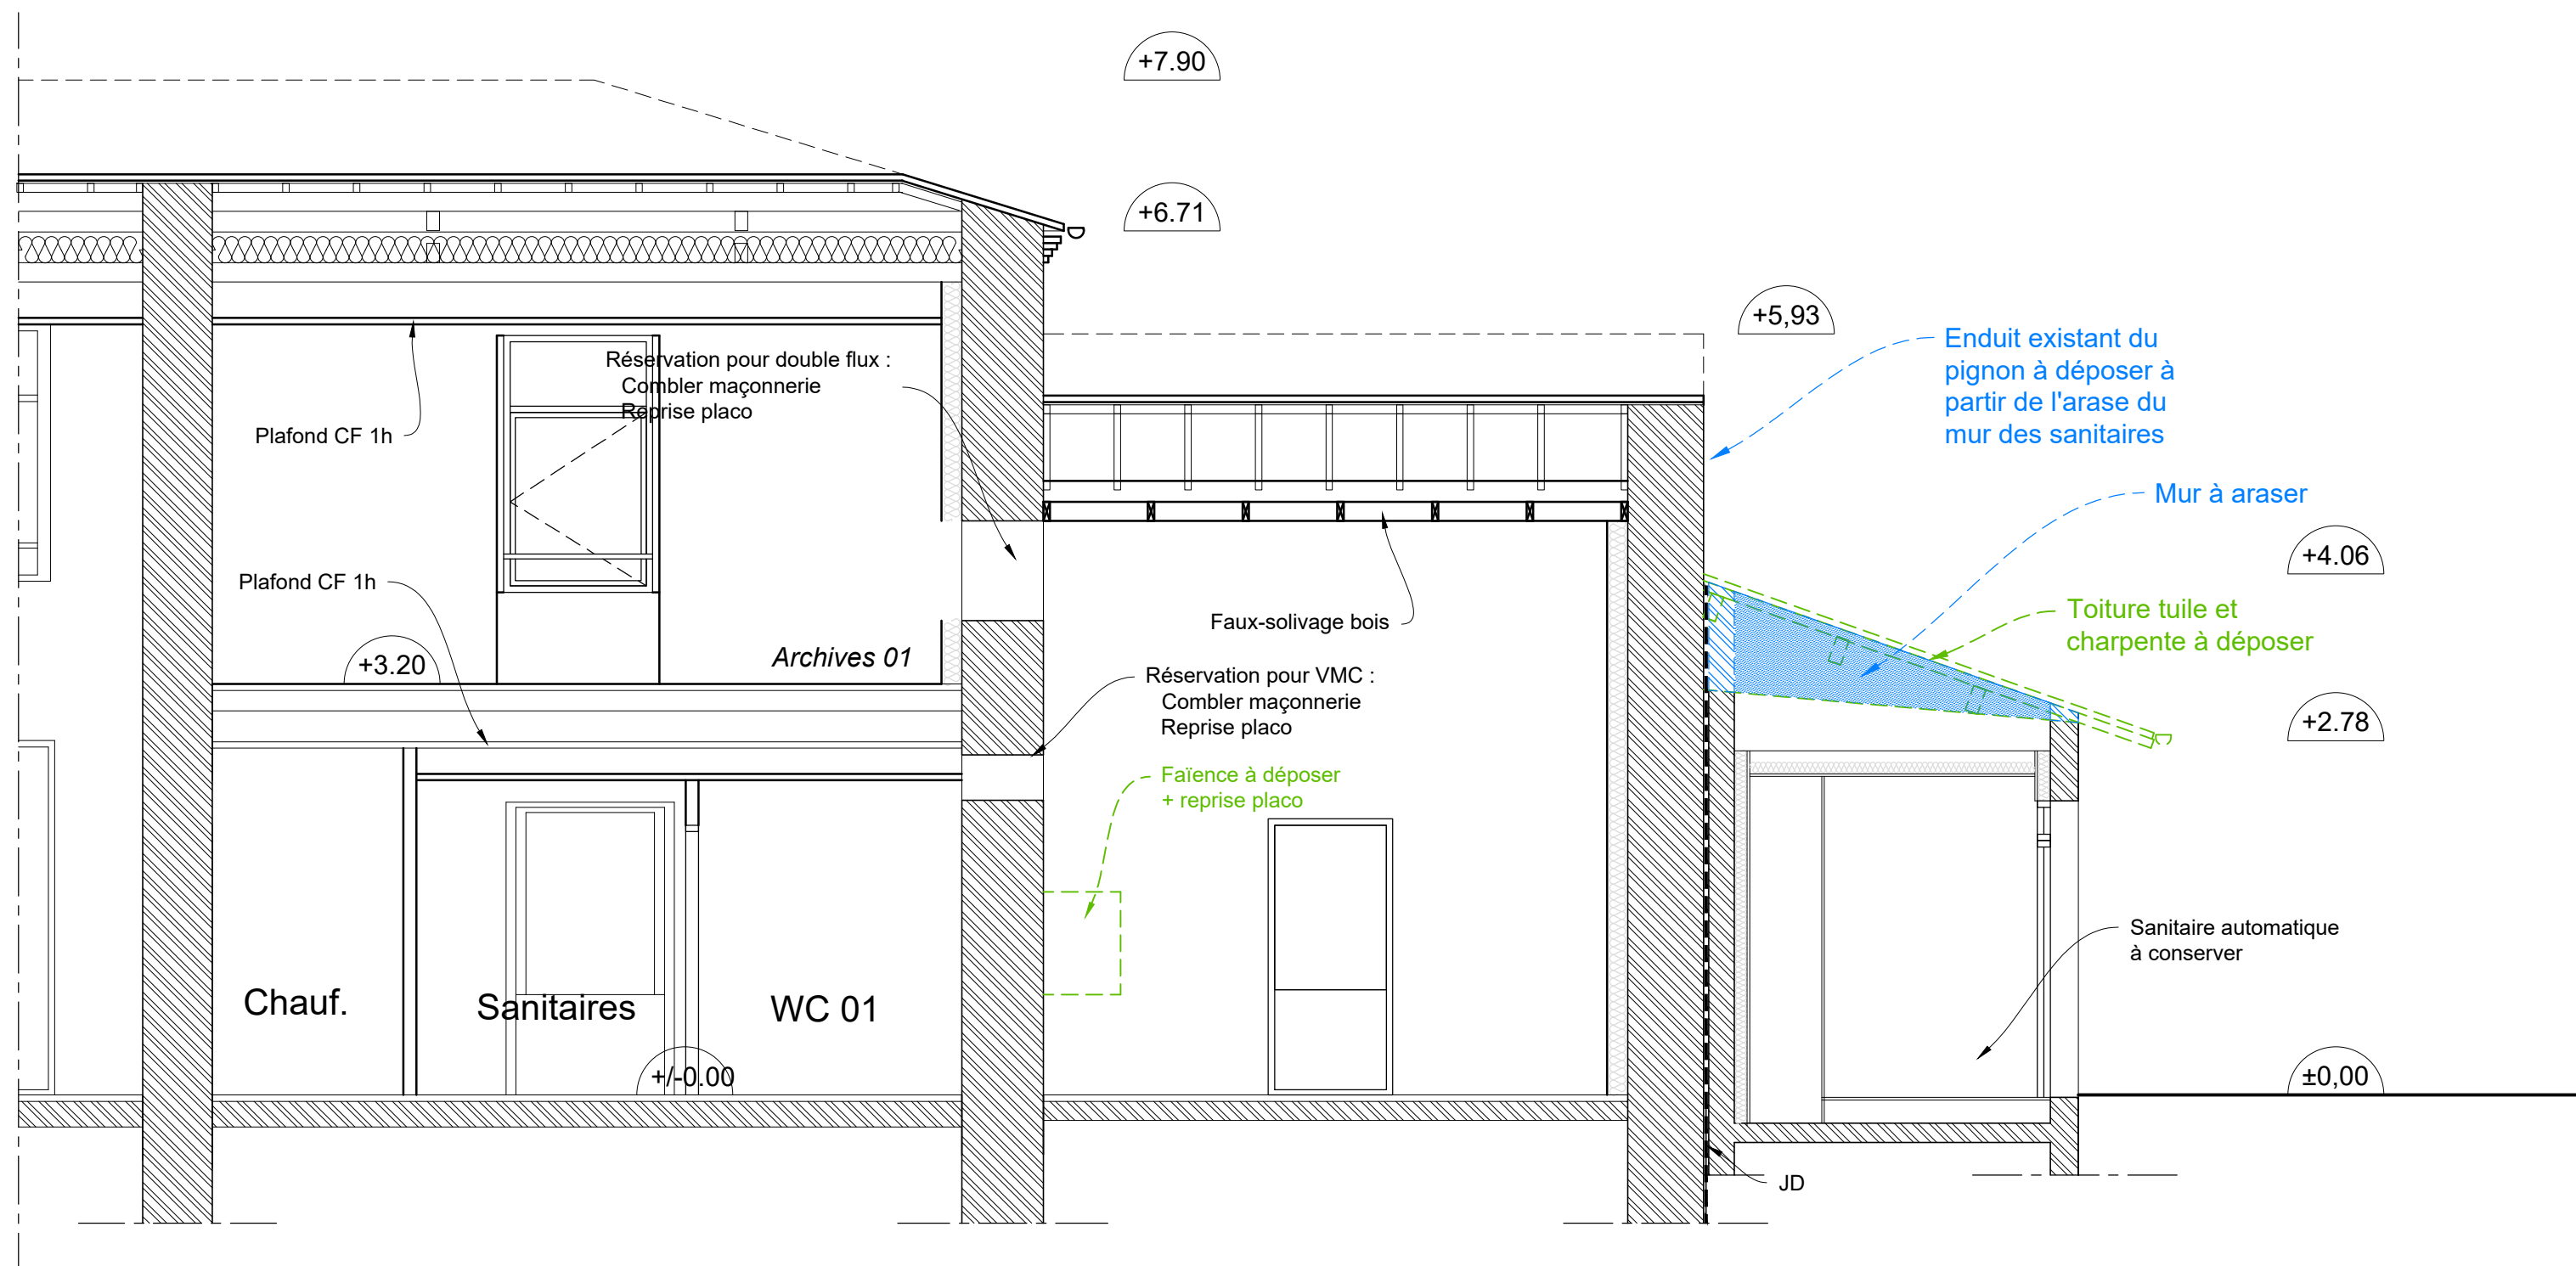 +7.90
+6.71
+5,93
Enduit existant du
pignon à déposer à
partir de l'arase du
mur des sanitaires
Réservation pour double flux :
Combler maçonnerie
Reprise placo
Plafond CF 1h
Mur à araser
+4.06
Plafond CF 1h
Faux-solivage bois
Toiture tuile et
charpente à déposer
+3.20
Archives 01
Réservation pour VMC :
Combler maçonnerie
Reprise placo
+2.78
Faïence à déposer
+ reprise placo
Sanitaire automatique
à conserver
Chauf.
Sanitaires
WC 01
+/-0.00
±0,00
JD